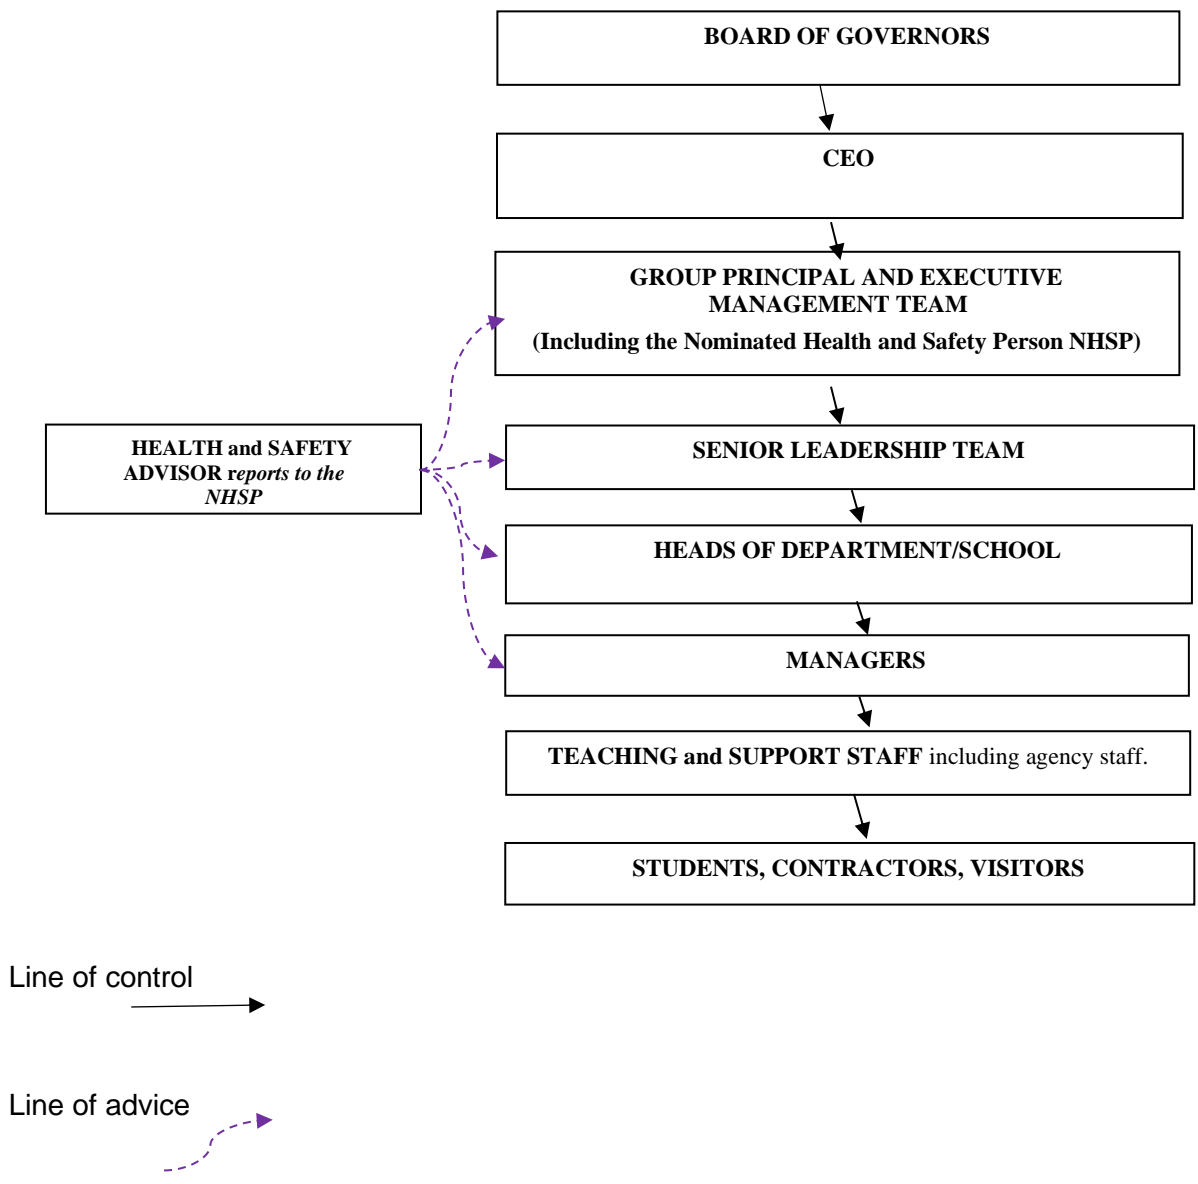 BOARD OF GOVERNORS
CEO
GROUP PRINCIPAL AND EXECUTIVE
MANAGEMENT TEAM
(Including the Nominated Health and Safety Person NHSP)
HEALTH and SAFETY
ADVISOR reports to the
NHSP
SENIOR LEADERSHIP TEAM
HEADS OF DEPARTMENT/SCHOOL
MANAGERS
TEACHING and SUPPORT STAFF including agency staff.
STUDENTS, CONTRACTORS, VISITORS
Line of control
Line of advice